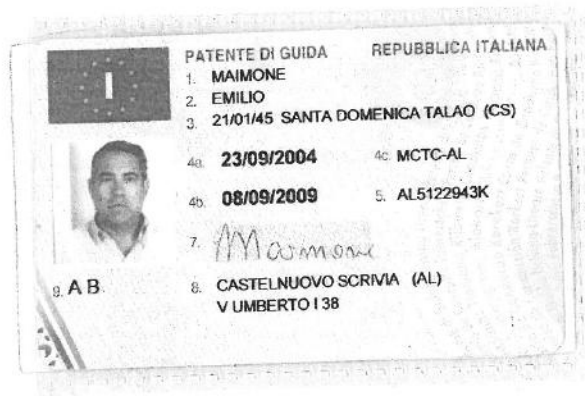 I
PATENTE DI GUIDA REPUBBLICA ITALIANA
1. MAIMONE
2. EMILIO
3. 21/01/45 SANTA DOMENICA TALAO (CS)
4a. 23/09/2004 4c. MCTC-AL
4b. 08/09/2009 5. AL5122943K
7. Maimone
9. A B
8. CASTELNUOVO SCRIVIA (AL)
V UMBERTO I 38